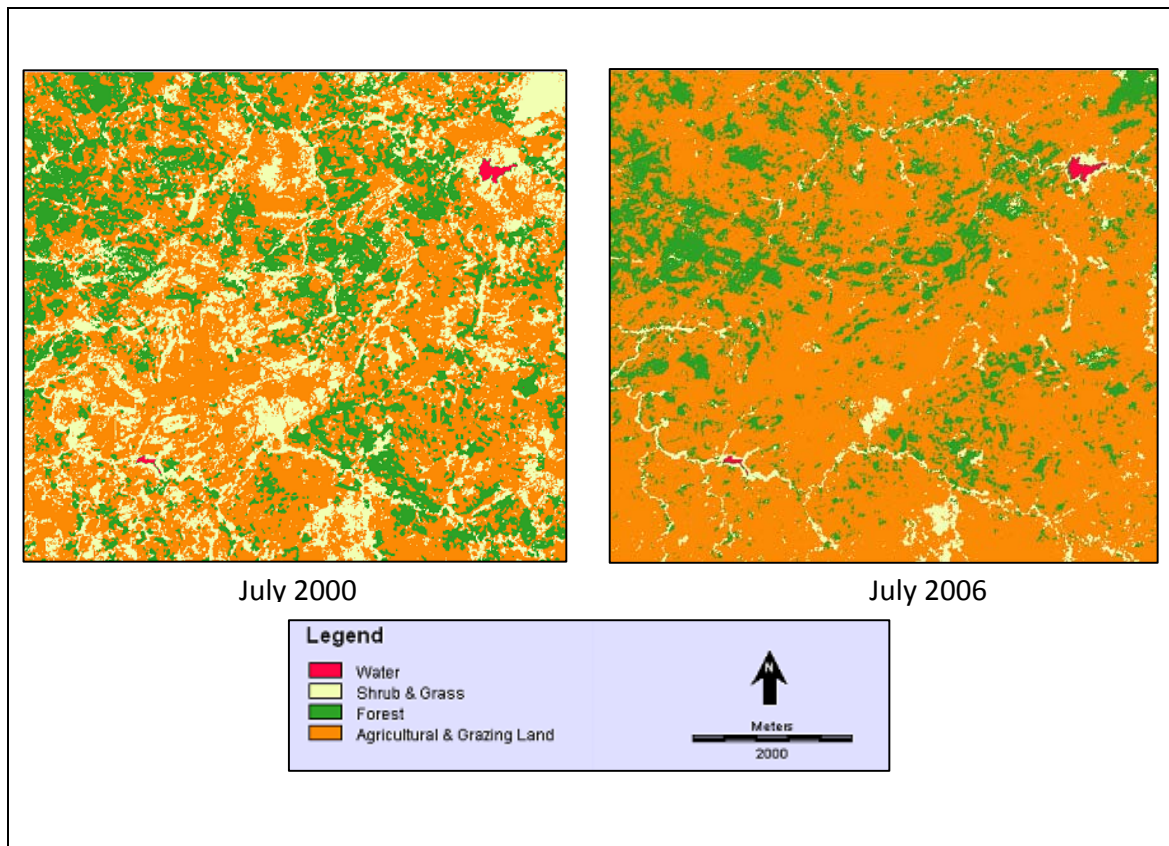 July 2000
July 2006
Legend
Water
Shrub & Grass
Forest
Agricultural & Grazing Land
N
Meters
2000